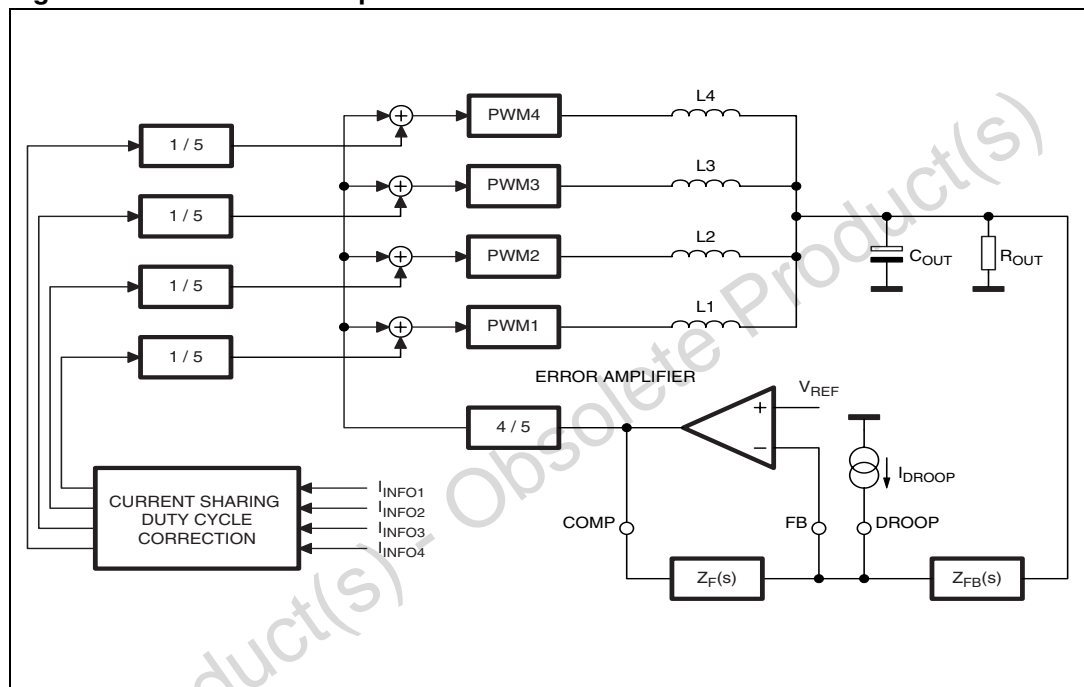 L4
PWM4
1 / 5
L3
PWM3
1 / 5
L2
PWM2
C_OUT
R_OUT
1 / 5
L1
PWM1
1 / 5
ERROR AMPLIFIER
V_REF
4 / 5
I_DROOP
CURRENT SHARING
DUTY CYCLE
CORRECTION
I_INFO1
I_INFO2
I_INFO3
I_INFO4
COMP
FB
DROOP
Z_F(s)
Z_FB(s)
duct(s) - Obsolete Product(s)